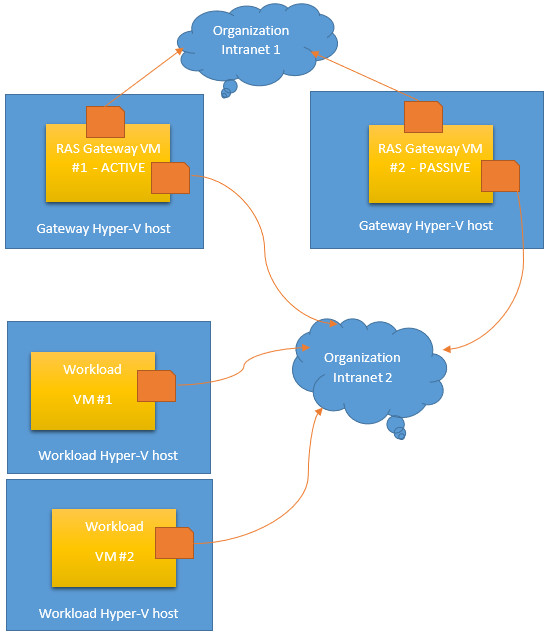 Organization
Intranet 1
RAS Gateway VM
#1 - ACTIVE
Gateway Hyper-V host
RAS Gateway VM
#2 - PASSIVE
Gateway Hyper-V host
Organization
Intranet 2
Workload
VM #1
Workload Hyper-V host
Workload
VM #2
Workload Hyper-V host